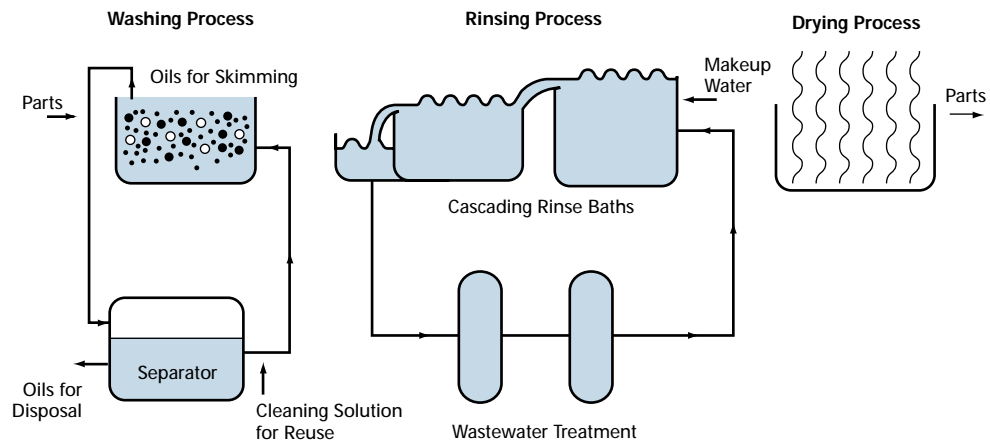 Washing Process
Rinsing Process
Drying Process
Oils for Skimming
Parts
Makeup
Water
Parts
Cascading Rinse Baths
Separator
Oils for
Disposal
Cleaning Solution
for Reuse
Wastewater Treatment